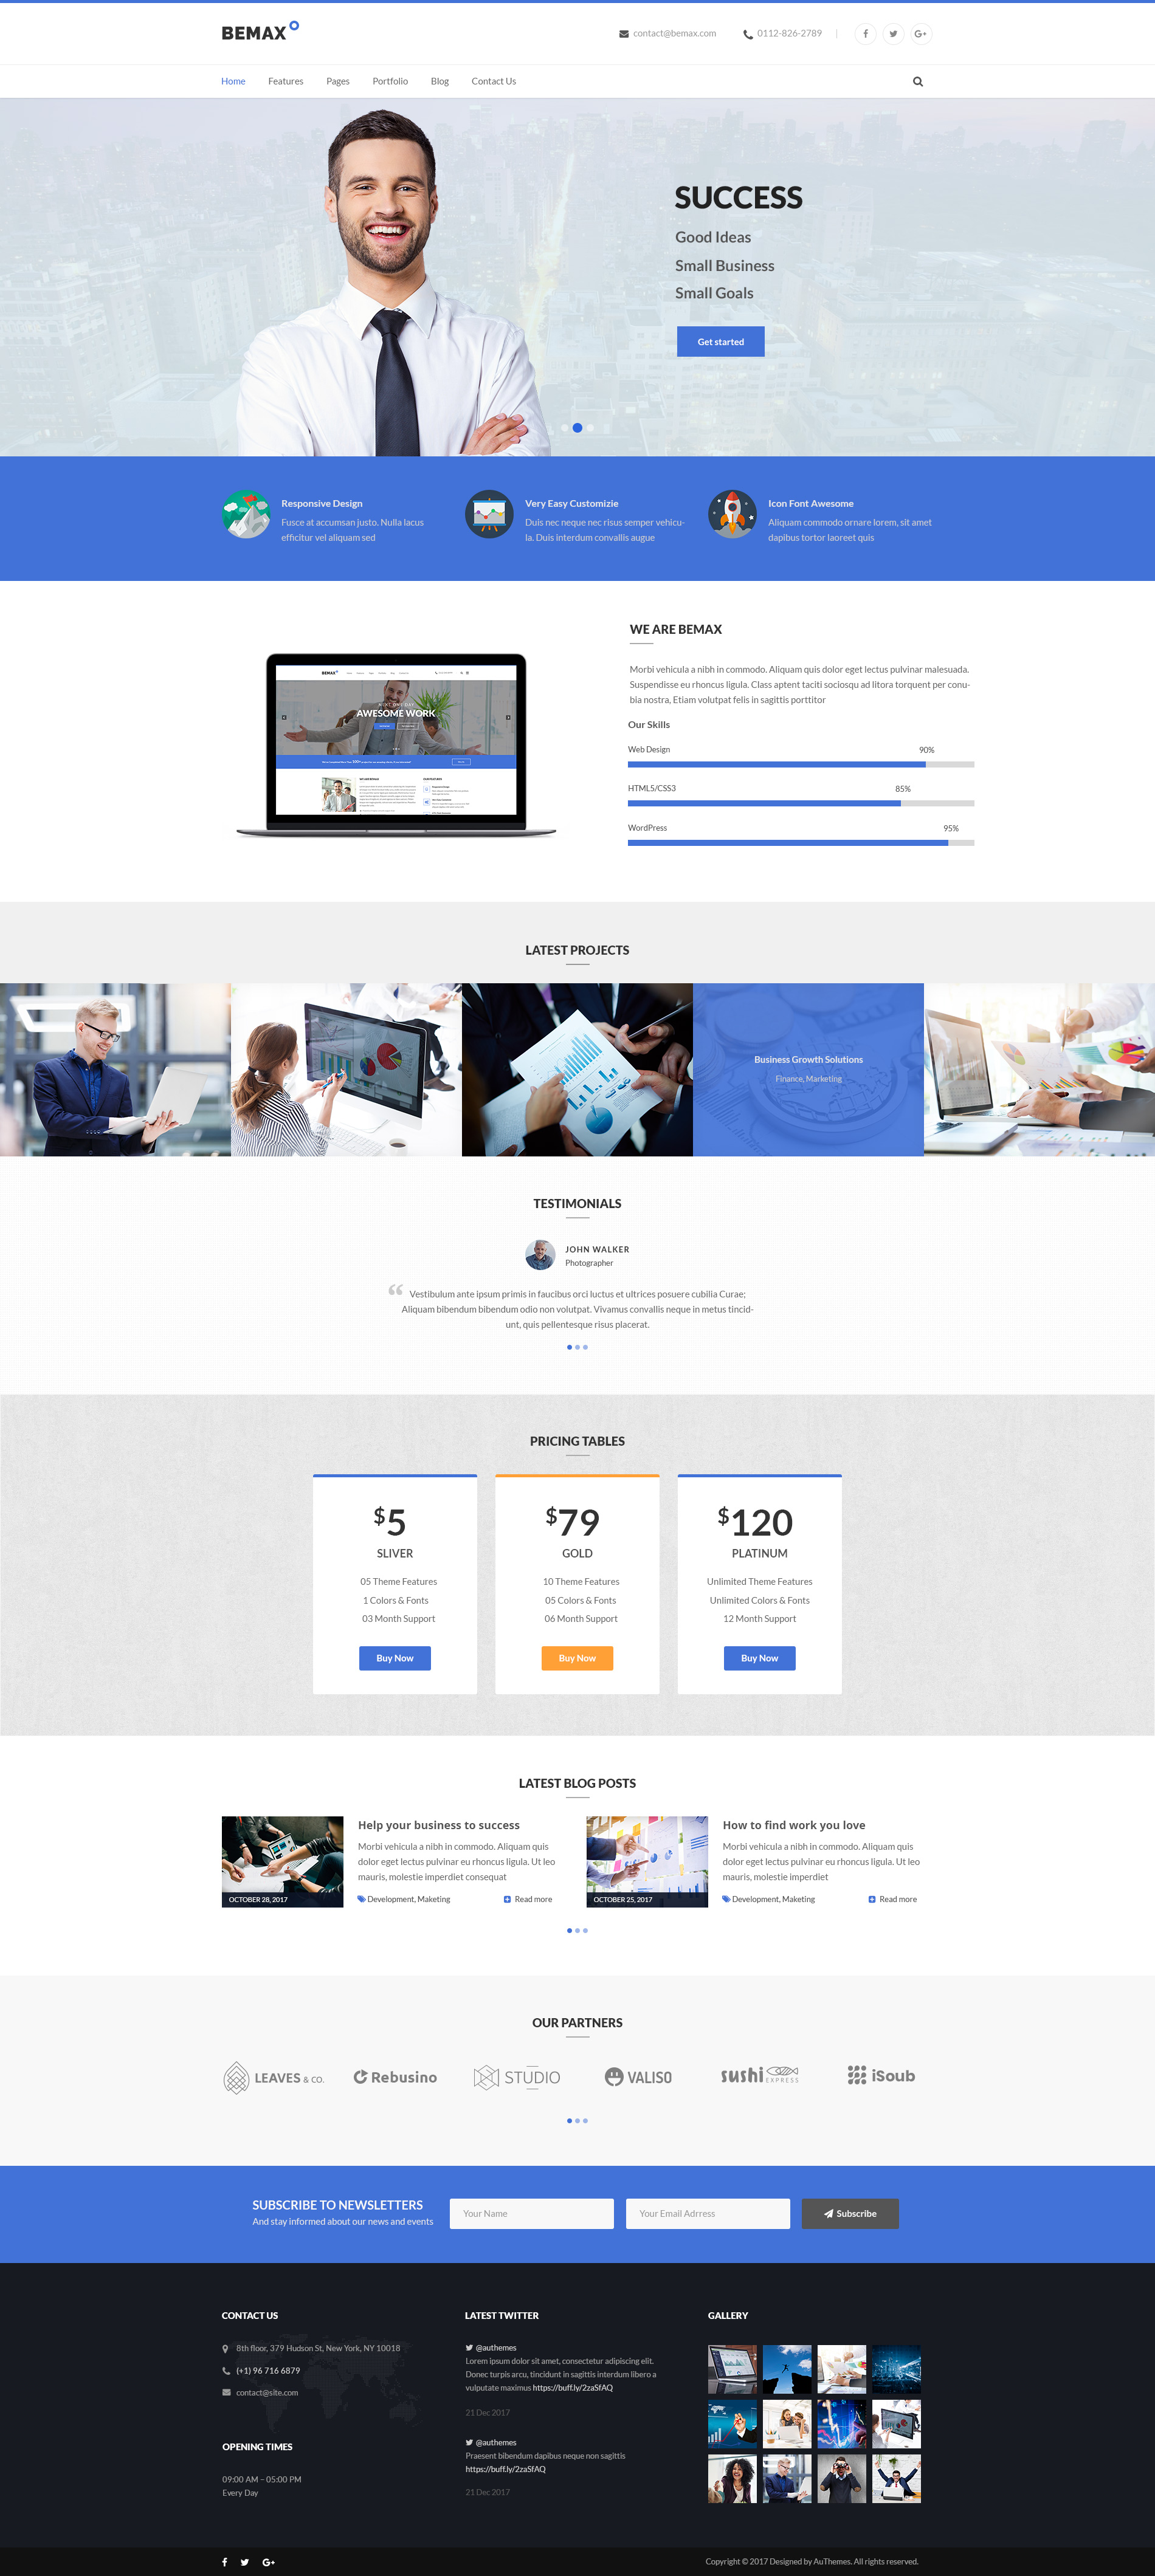 BEMAX
contact@bemax.com
0112-826-2789
Home
Features
Pages
Portfolio
Blog
Contact Us
SUCCESS
Good Ideas
Small Business
Small Goals
Get started
Responsive Design
Fusce at accumsan justo. Nulla lacus
efficitur vel aliquam sed
Very Easy Customizie
Duis nec neque nec risus semper vehicu-
la. Duis interdum convallis augue
Icon Font Awesome
Aliquam commodo ornare lorem, sit amet
dapibus tortor laoreet quis
BEMAX
AWESOME WORK
WE ARE BEMAX
Morbi vehicula a nibh in commodo. Aliquam quis dolor eget lectus pulvinar malesuada.
Suspendisse eu rhoncus ligula. Class aptent taciti sociosqu ad litora torquent per conu-
bia nostra, Etiam volutpat felis in sagittis porttitor
Our Skills
Web Design
90%
HTML5/CSS3
85%
WordPress
95%
LATEST PROJECTS
Business Growth Solutions
Finance, Marketing
TESTIMONIALS
JOHN WALKER
Photographer
“ Vestibulum ante ipsum primis in faucibus orci luctus et ultrices posuere cubilia Curae;
Aliquam bibendum bibendum odio non volutpat. Vivamus convallis neque in metus tincid-
unt, quis pellentesque risus placerat.
PRICING TABLES
$5
SLIVER
05 Theme Features
1 Colors & Fonts
03 Month Support
Buy Now
$79
GOLD
10 Theme Features
05 Colors & Fonts
06 Month Support
Buy Now
$120
PLATINUM
Unlimited Theme Features
Unlimited Colors & Fonts
12 Month Support
Buy Now
LATEST BLOG POSTS
OCTOBER 28, 2017
Help your business to success
Morbi vehicula a nibh in commodo. Aliquam quis
dolor eget lectus pulvinar eu rhoncus ligula. Ut leo
mauris, molestie imperdiet consequat
Development, Maketing
Read more
OCTOBER 25, 2017
How to find work you love
Morbi vehicula a nibh in commodo. Aliquam quis
dolor eget lectus pulvinar eu rhoncus ligula. Ut leo
mauris, molestie imperdiet
Development, Maketing
Read more
OUR PARTNERS
LEAVES & CO.
Rebusino
STUDIO
VALISO
sushi EXPRESS
iSoub
SUBSCRIBE TO NEWSLETTERS
And stay informed about our news and events
Your Name
Your Email Adrress
Subscribe
CONTACT US
8th floor, 379 Hudson St, New York, NY 10018
(+1) 96 716 6879
contact@site.com
OPENING TIMES
09:00 AM – 05:00 PM
Every Day
LATEST TWITTER
@authemes
Lorem ipsum dolor sit amet, consectetur adipiscing elit.
Donec turpis arcu, tincidunt in sagittis interdum libero a
vulputate maximus https://buff.ly/2zaSfAQ
21 Dec 2017
@authemes
Praesent bibendum dapibus neque non sagittis
https://buff.ly/2zaSfAQ
21 Dec 2017
GALLERY
Copyright © 2017 Designed by AuThemes. All rights reserved.